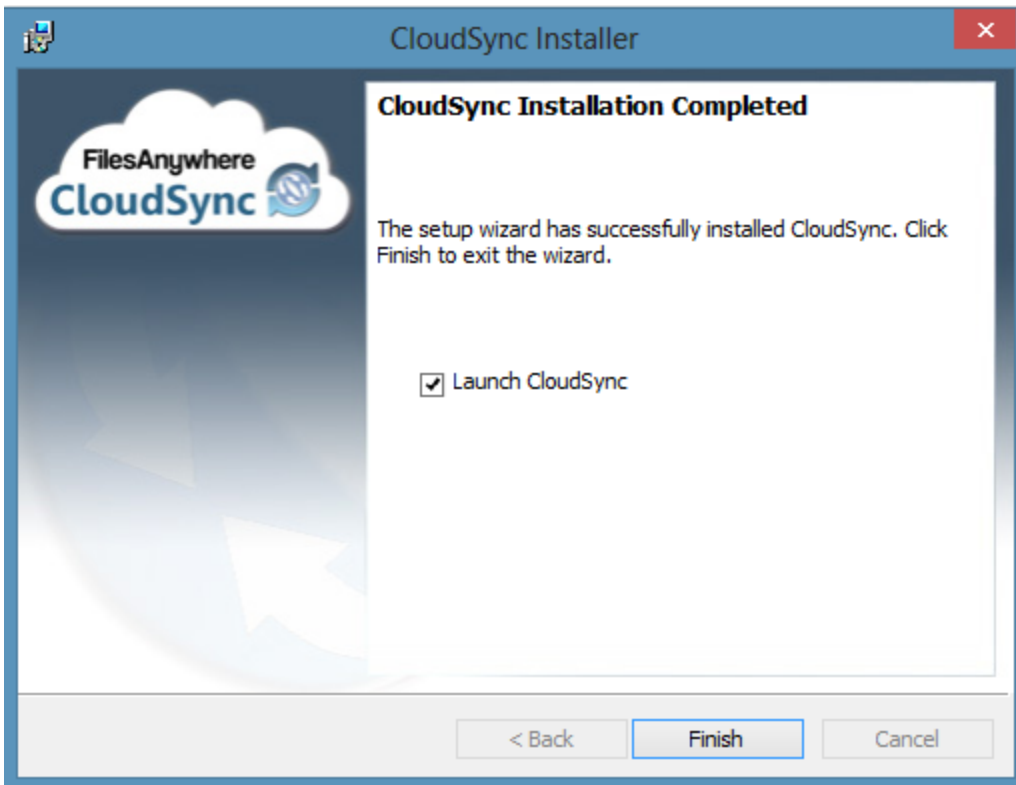 CloudSync Installer
FilesAnywhere
CloudSync
CloudSync Installation Completed
The setup wizard has successfully installed CloudSync. Click
Finish to exit the wizard.
Launch CloudSync
< Back
Finish
Cancel